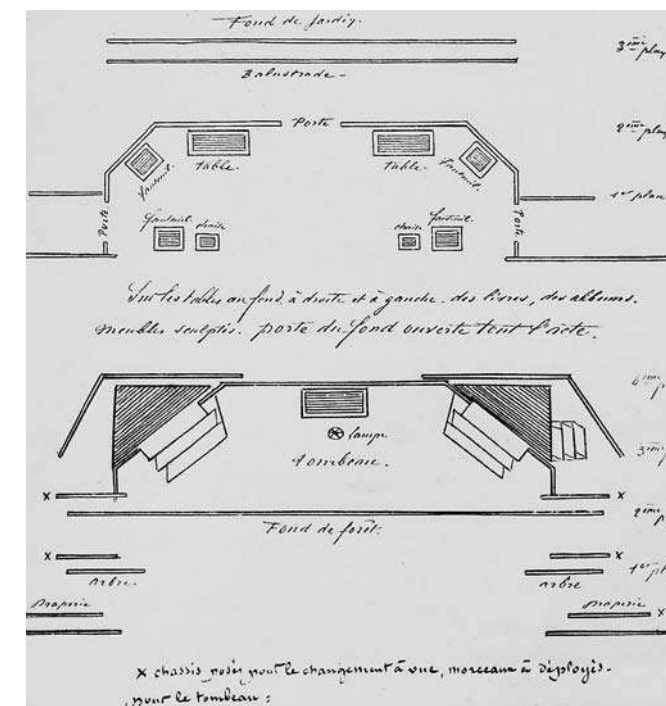 Fond de jardin.
3ème plan
Balustrade.
2ème plan
Porte
table.
table.
fauteuil.
fauteuil.
1er plan
Porte
Porte
fauteuil.
chaise
chaise
fauteuil.
Sur les tables au fond à droite et à gauche des livres, des albums.
meubles sculptés. porte du fond ouverte tout l'acte.
4ème p
lampe
3ème p
tombeau.
x
x
2ème plan
Fond de forêt.
x
x
1er pl
arbre.
arbre
Draperie
Draperie
x
x chassis posés pour le changement à vue, morceaux à déployés.
pour le tombeau :